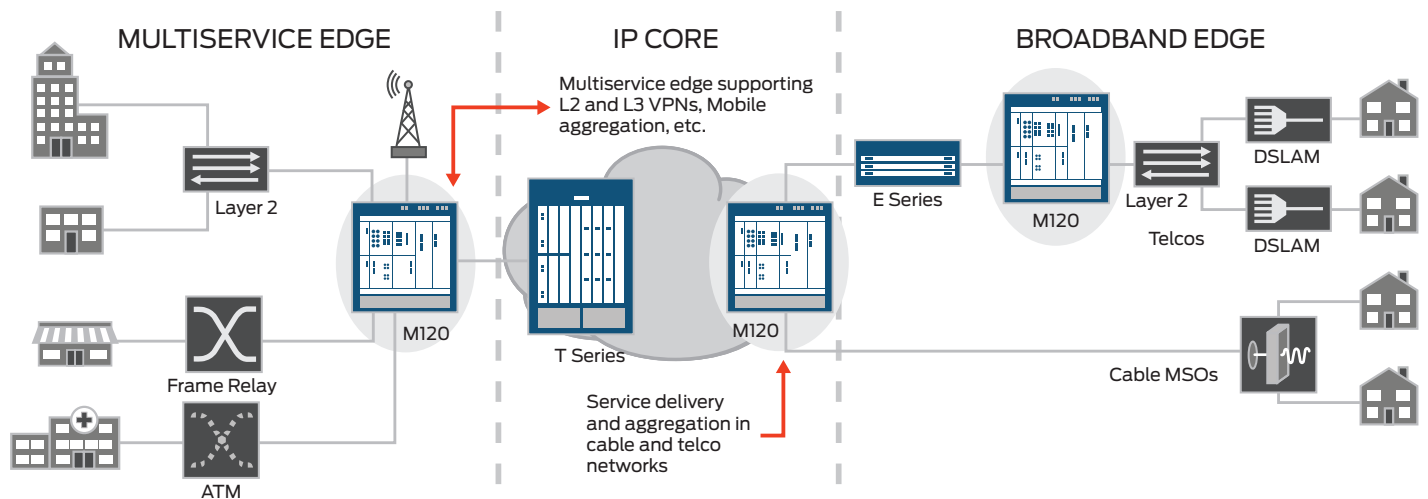 MULTISERVICE EDGE
IP CORE
BROADBAND EDGE
Multiservice edge supporting
L2 and L3 VPNs, Mobile
aggregation, etc.
Layer 2
M120
Frame Relay
ATM
T Series
M120
Service delivery
and aggregation in
cable and telco
networks
E Series
M120
Layer 2
Telcos
DSLAM
DSLAM
Cable MSOs